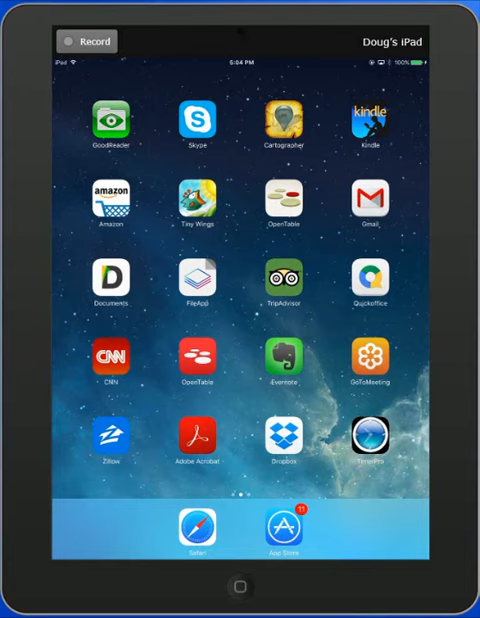 Record
Doug's iPad
iPad 5:04 PM 100%
kindle
GoodReader Skype Cartographer Kindle
amazon
Amazon Tiny Wings OpenTable Gmail
D
Documents FileApp TripAdvisor Quickoffice
CNN
CNN OpenTable Evernote GoToMeeting
Zillow Adobe Acrobat Dropbox
11
Safari App Store